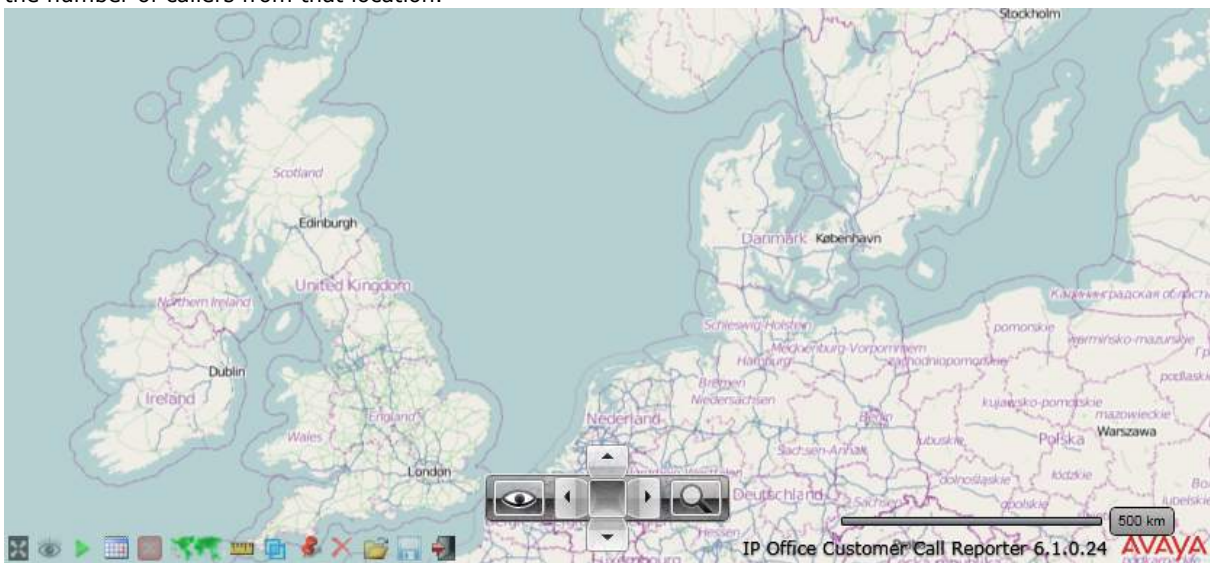 the number of callers from that location.
Stockholm
Scotland
Edinburgh
United Kingdom
Northern Ireland
Danmark København
Калининградская область
Schleswig-Holstein
pomorskie
warmińsko-mazurskie
Mecklenburg-Vorpommern
Hamburg
zachodniopomorskie
Dublin
podlaskie
Bremen
Niedersachsen
Ireland
kujawsko-pomorskie
mazowieckie
England
Nederland
Berlin
Warszawa
Wales
lubuskie
Polska
Sachsen-Anhalt
London
łódzkie
dolnośląskie
Deutschland
Sachsen
opolskie
lubelskie
500 km
Hessen
IP Office Customer Call Reporter 6.1.0.24 AVAYA